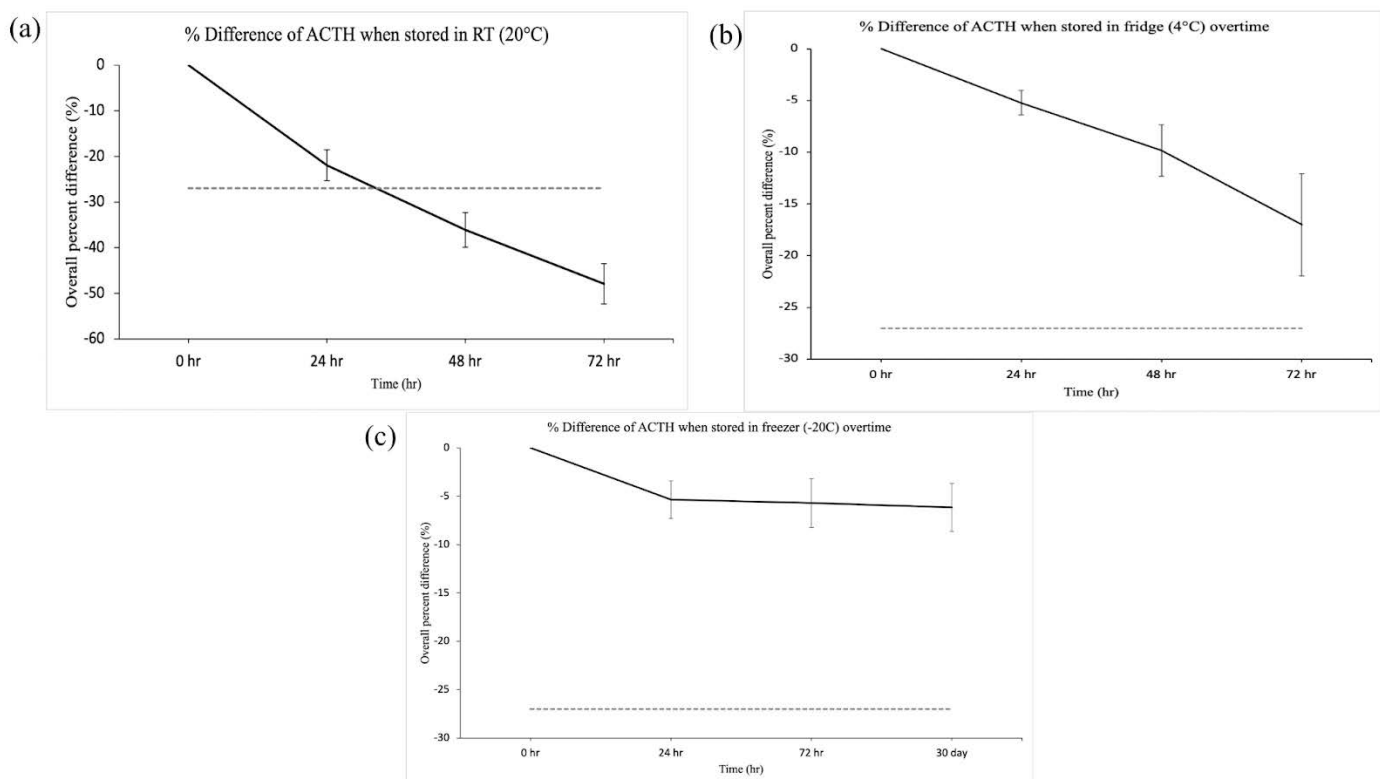 (a)
% Difference of ACTH when stored in RT (20°C)
Overall percent difference (%)
0
-10
-20
-30
-40
-50
-60
0 hr
24 hr
48 hr
72 hr
Time (hr)
(b)
% Difference of ACTH when stored in fridge (4°C) overtime
Overall percent difference (%)
0
-5
-10
-15
-20
-25
-30
0 hr
24 hr
48 hr
72 hr
Time (hr)
(c)
% Difference of ACTH when stored in freezer (-20C) overtime
Overall percent difference (%)
0
-5
-10
-15
-20
-25
-30
0 hr
24 hr
72 hr
30 day
Time (hr)